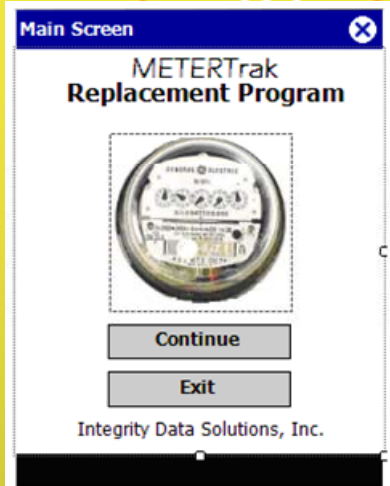 Main Screen
METERTrak
Replacement Program
GENERAL ELECTRIC
Continue
Exit
Integrity Data Solutions, Inc.